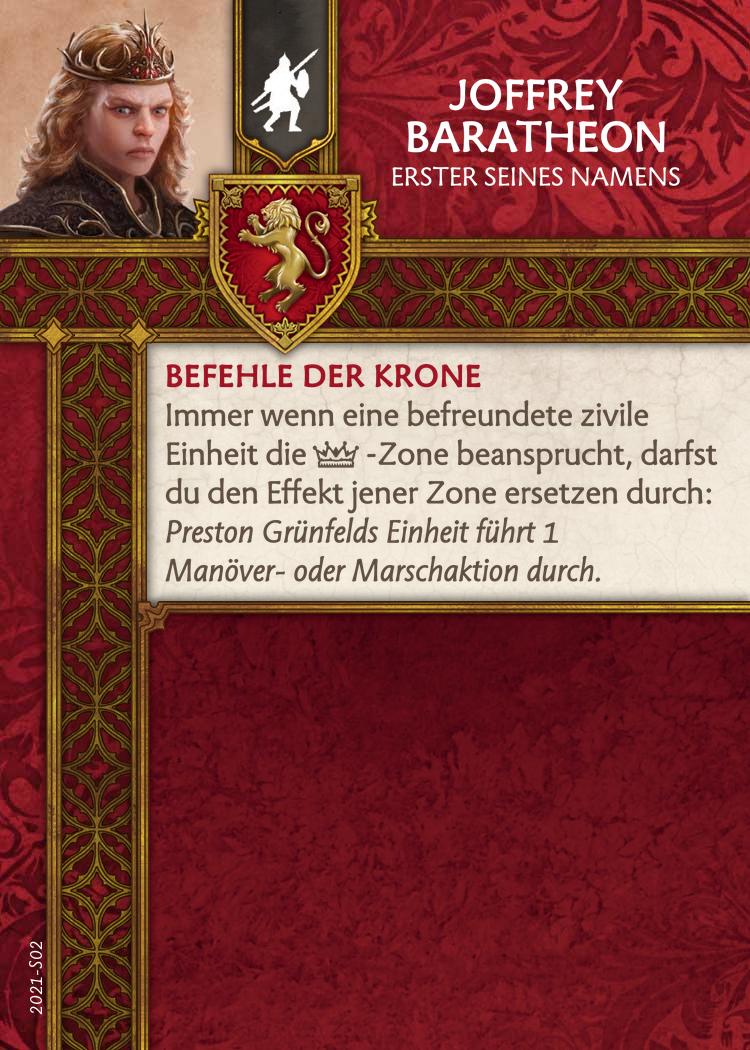 JOFFREY
BARATHEON
ERSTER SEINES NAMENS
BEFEHLE DER KRONE
Immer wenn eine befreundete zivile
Einheit die -Zone beansprucht, darfst
du den Effekt jener Zone ersetzen durch:
Preston Grünfelds Einheit führt 1
Manöver- oder Marschaktion durch.
2021-S02